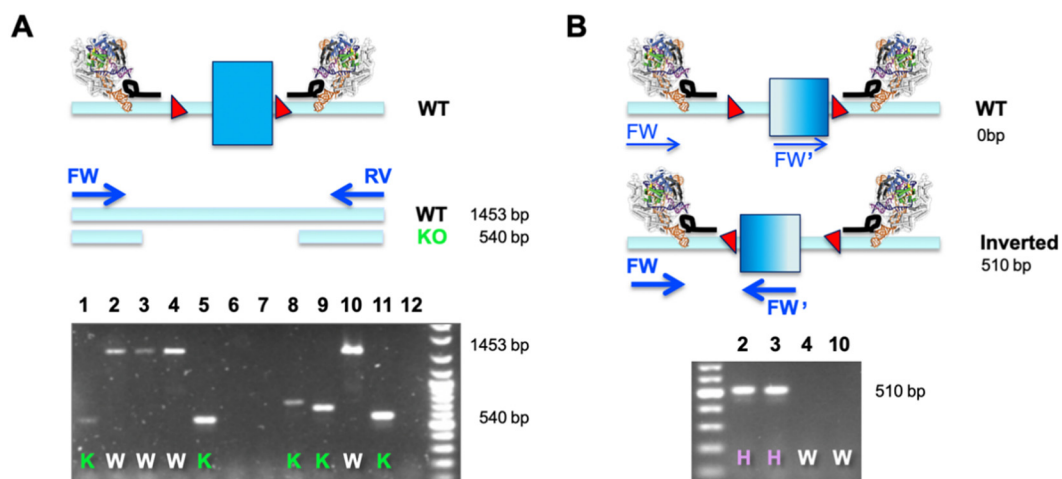 A
WT
FW RV
WT 1453 bp
KO 540 bp
1 2 3 4 5 6 7 8 9 10 11 12
1453 bp
540 bp
K W W W K K K W K
B
WT
0bp
FW
FW'
Inverted
510 bp
FW
FW'
2 3 4 10
510 bp
H H W W